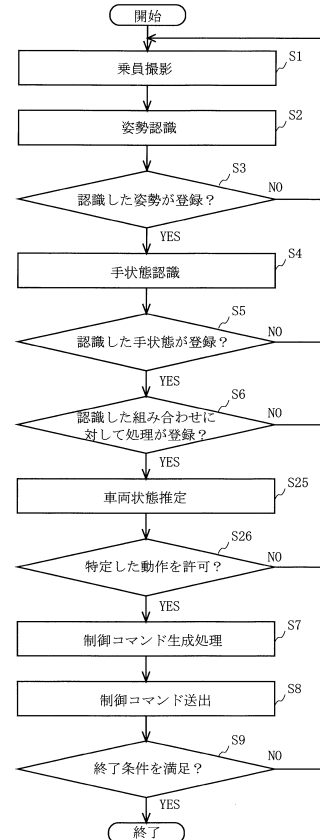 開始
乗員撮影
S1
姿勢認識
S2
認識した姿勢が登録？
S3
NO
YES
手状態認識
S4
認識した手状態が登録？
S5
NO
YES
認識した組み合わせに
対して処理が登録？
S6
NO
YES
車両状態推定
S25
特定した動作を許可？
S26
NO
YES
制御コマンド生成処理
S7
制御コマンド送出
S8
終了条件を満足？
S9
NO
YES
終了